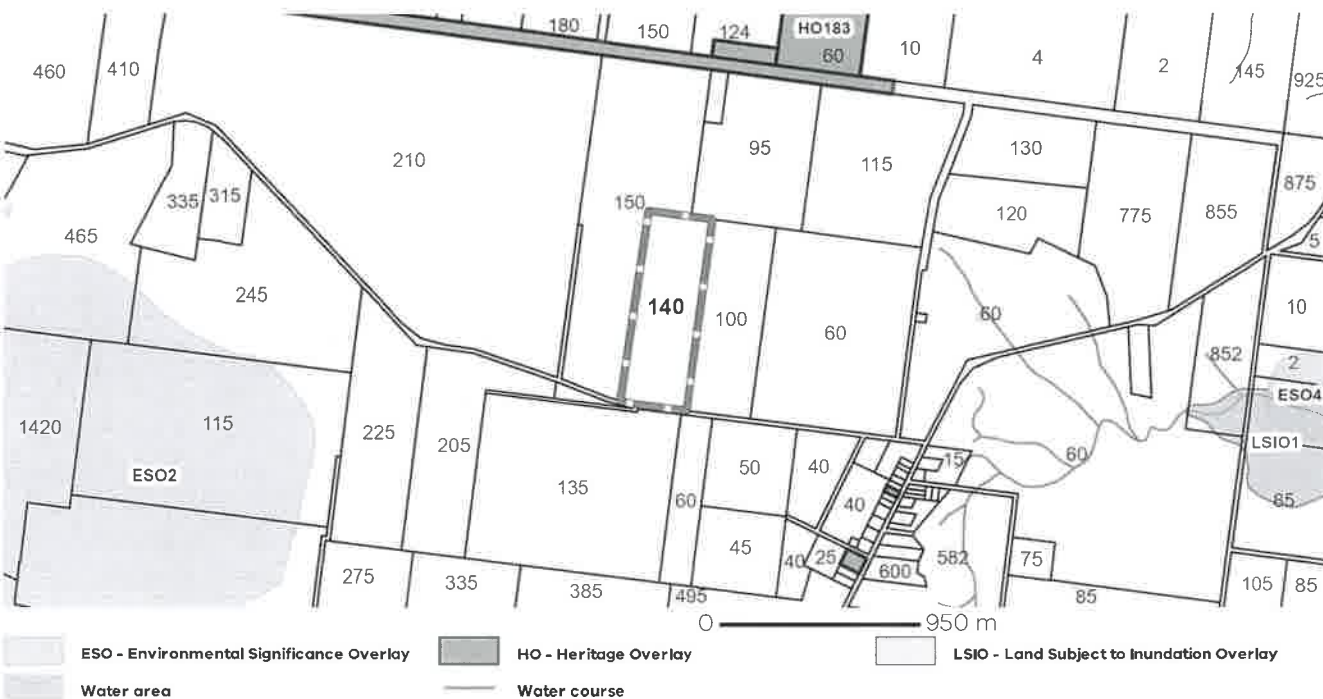 180 150 124 HO183
460 410 60 10 4 2 145 925
210 95 115 130 875
335 315 150 120 775 855
465 5
245 140 100 60 60 10
852 2
ESO4
1420 115 225 205 50 40 15 60 LSIO1
ESO2 135 60 40 85
45 40 25 600 582 75
275 335 385 495 85 105 85
0 950 m
ESO - Environmental Significance Overlay HO - Heritage Overlay LSIO - Land Subject to Inundation Overlay
Water area Water course